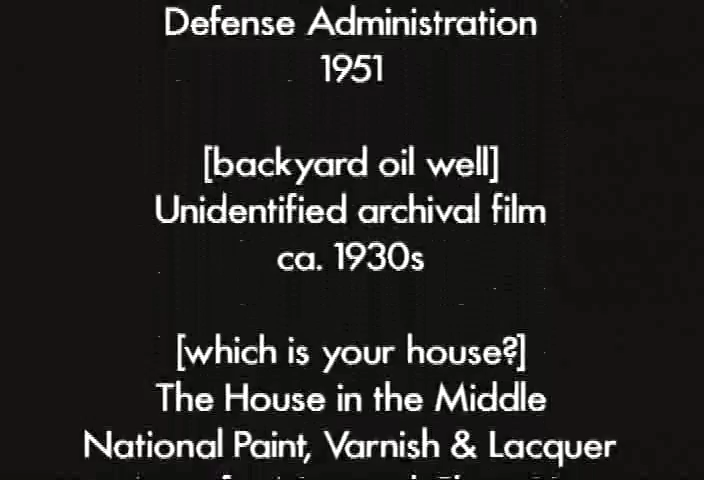 Defense Administration
1951
[backyard oil well]
Unidentified archival film
ca. 1930s
[which is your house?]
The House in the Middle
National Paint, Varnish & Lacquer